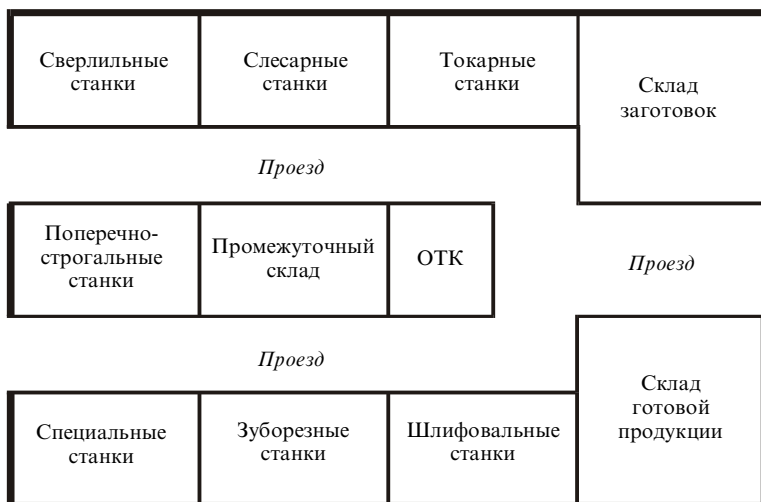 Сверлильные
станки
Слесарные
станки
Токарные
станки
Склад
заготовок
Проезд
Поперечно-
строгальные
станки
Промежуточный
склад
ОТК
Проезд
Проезд
Специальные
станки
Зуборезные
станки
Шлифовальные
станки
Склад
готовой
продукции